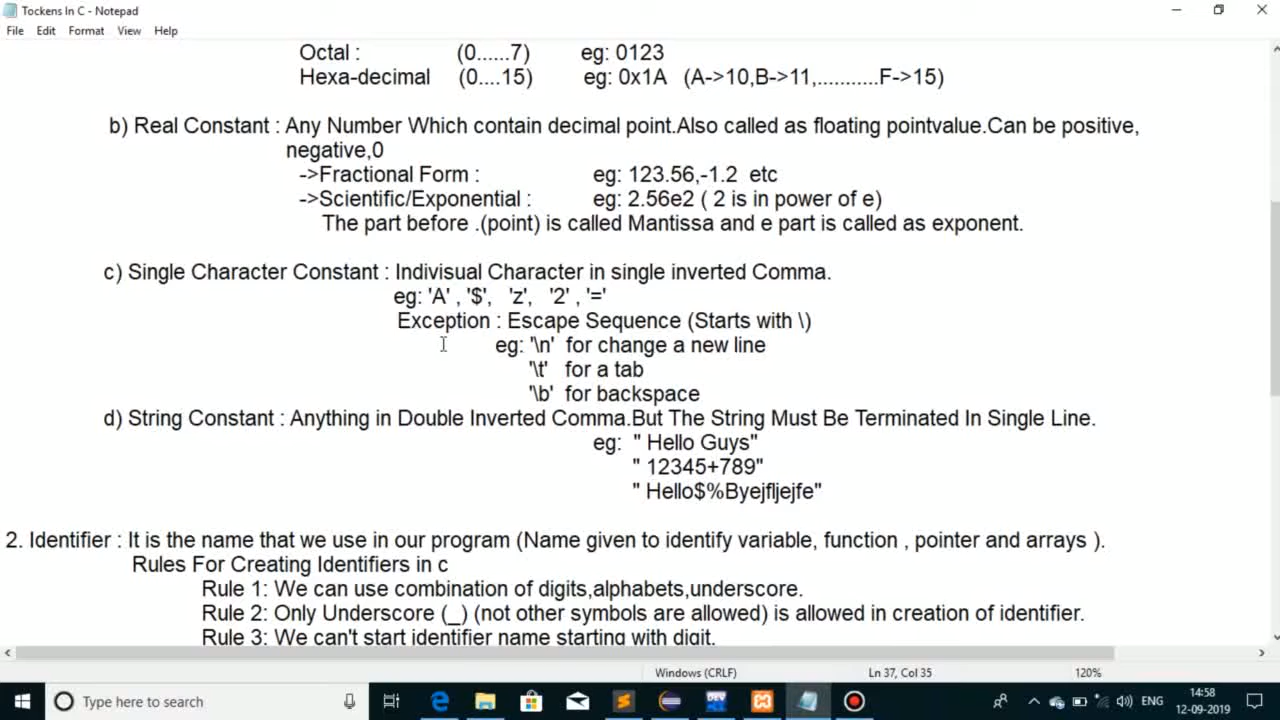 Tockens In C - Notepad
File Edit Format View Help
Octal : (0......7) eg: 0123
Hexa-decimal (0....15) eg: 0x1A (A->10,B->11,...........F->15)
b) Real Constant : Any Number Which contain decimal point.Also called as floating pointvalue.Can be positive,
negative,0
->Fractional Form : eg: 123.56,-1.2 etc
->Scientific/Exponential : eg: 2.56e2 ( 2 is in power of e)
The part before .(point) is called Mantissa and e part is called as exponent.
c) Single Character Constant : Indivisual Character in single inverted Comma.
eg: 'A' , '$', 'z', '2' , '='
Exception : Escape Sequence (Starts with \)
eg: '\n' for change a new line
'\t' for a tab
'\b' for backspace
d) String Constant : Anything in Double Inverted Comma.But The String Must Be Terminated In Single Line.
eg: " Hello Guys"
" 12345+789"
" Hello$%Byejfljejfe"
2. Identifier : It is the name that we use in our program (Name given to identify variable, function , pointer and arrays ).
Rules For Creating Identifiers in c
Rule 1: We can use combination of digits,alphabets,underscore.
Rule 2: Only Underscore (_) (not other symbols are allowed) is allowed in creation of identifier.
Rule 3: We can't start identifier name starting with digit.
Windows (CRLF) Ln 37, Col 35 120%
Type here to search DEV ENG 14:58
12-09-2019